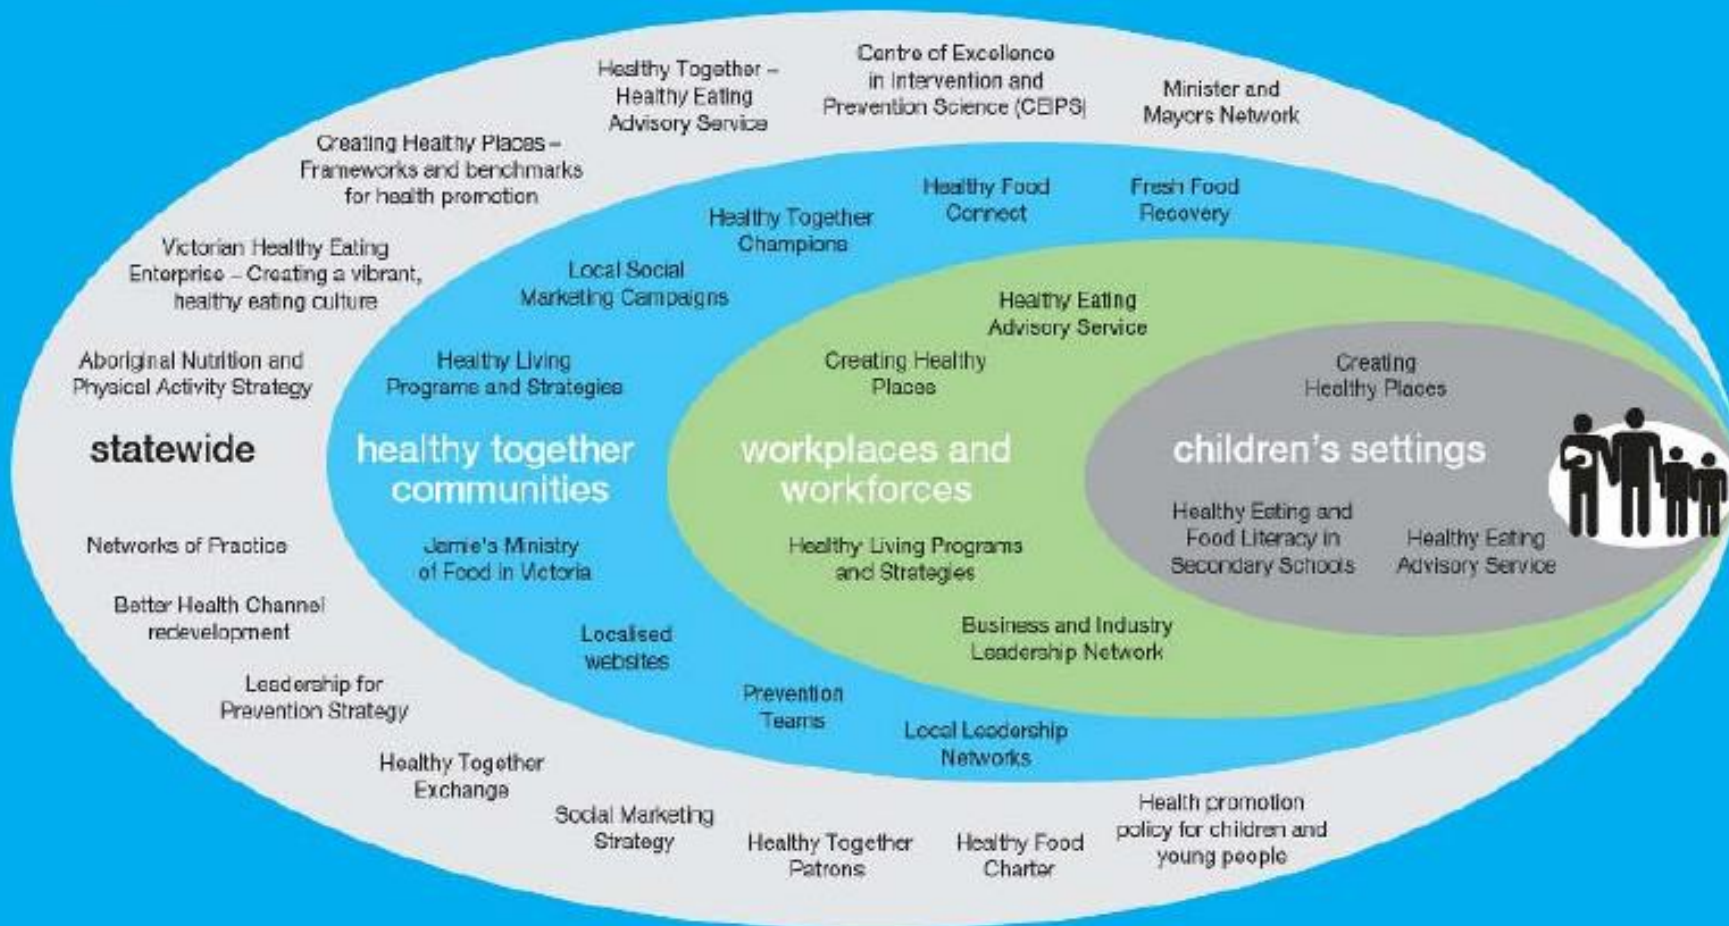 Healthy Together –
Healthy Eating
Advisory Service
Centre of Excellence
in Intervention and
Prevention Science (CEIPS)
Minister and
Mayors Network
Creating Healthy Places –
Frameworks and benchmarks
for health promotion
Victorian Healthy Eating
Enterprise – Creating a vibrant,
healthy eating culture
Aboriginal Nutrition and
Physical Activity Strategy
statewide
Networks of Practice
Better Health Channel
redevelopment
Leadership for
Prevention Strategy
Healthy Together
Exchange
Social Marketing
Strategy
Healthy Together
Patrons
Healthy Food
Charter
Health promotion
policy for children and
young people
Healthy Food
Connect
Fresh Food
Recovery
Healthy Together
Champions
Local Social
Marketing Campaigns
Healthy Living
Programs and Strategies
healthy together
communities
Jamie's Ministry
of Food in Victoria
Localised
websites
Prevention
Teams
Local Leadership
Networks
Healthy Eating
Advisory Service
Creating Healthy
Places
workplaces and
workforces
Healthy Living Programs
and Strategies
Business and Industry
Leadership Network
Creating
Healthy Places
children's settings
Healthy Eating and
Food Literacy in
Secondary Schools
Healthy Eating
Advisory Service